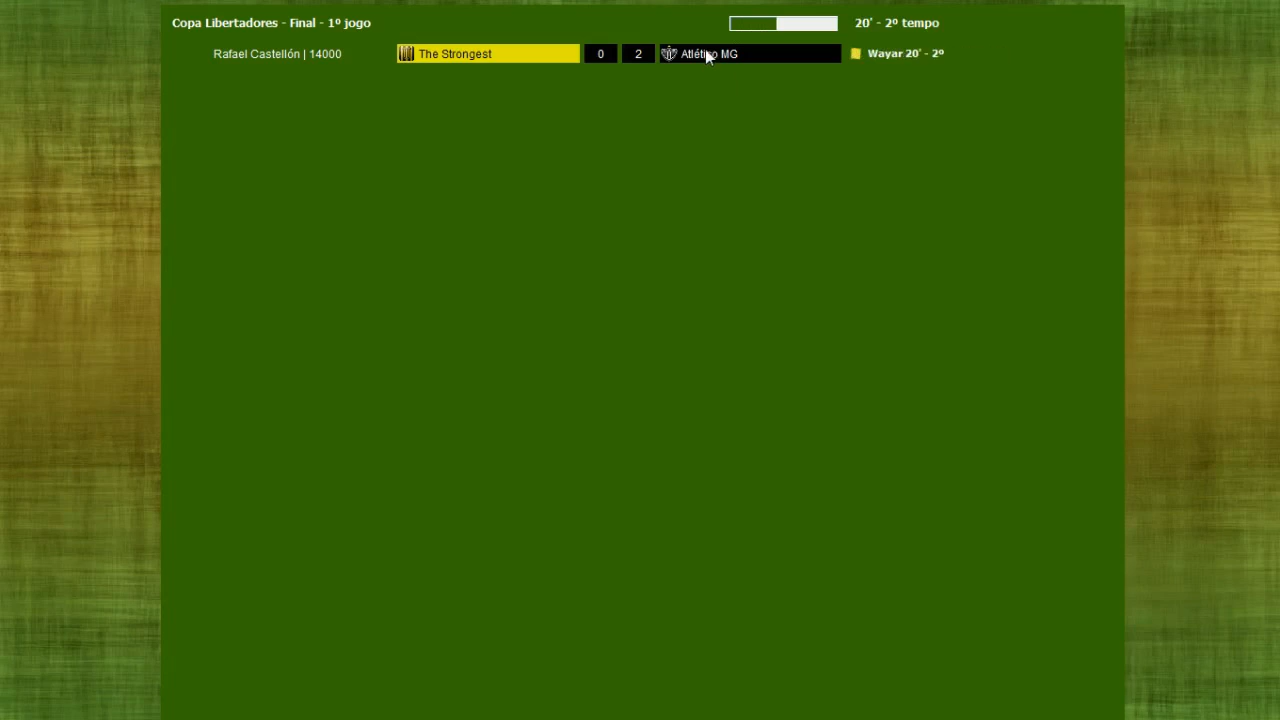 Copa Libertadores - Final - 1º jogo 20' - 2º tempo
Rafael Castellón | 14000 The Strongest 0 2 Atlético MG Wayar 20' - 2º